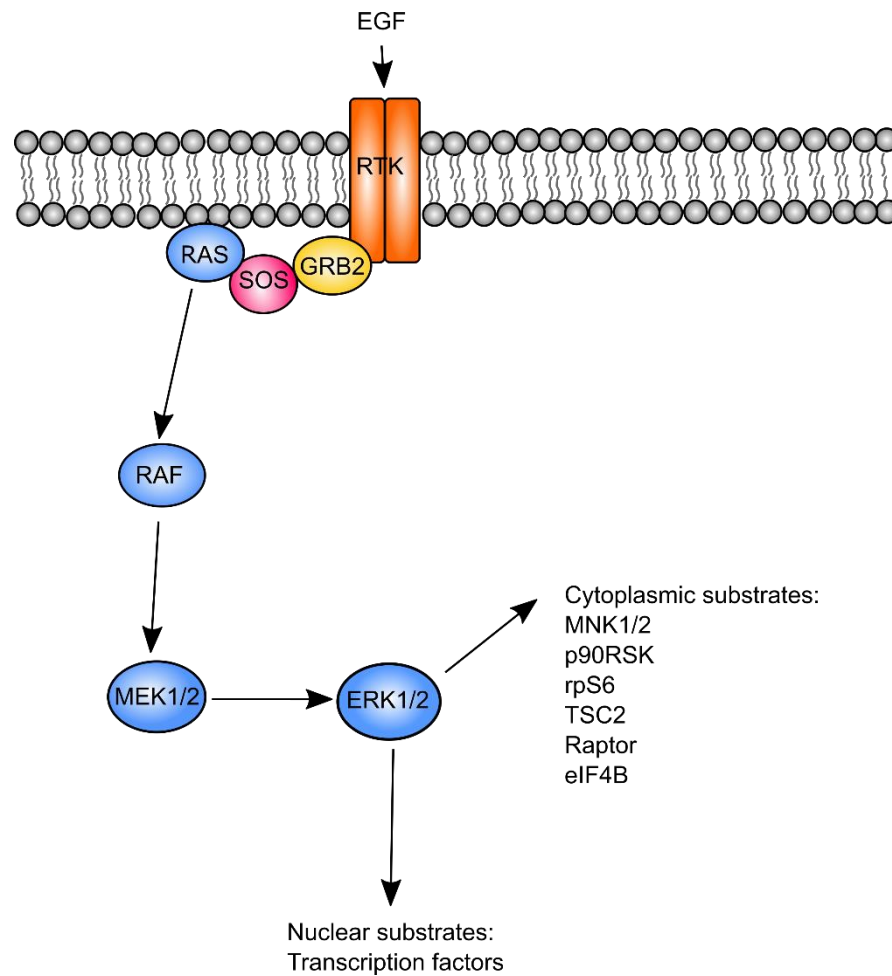 EGF
RTK
RAS
SOS
GRB2
RAF
MEK1/2
ERK1/2
Cytoplasmic substrates:
MNK1/2
p90RSK
rpS6
TSC2
Raptor
eIF4B
Nuclear substrates:
Transcription factors